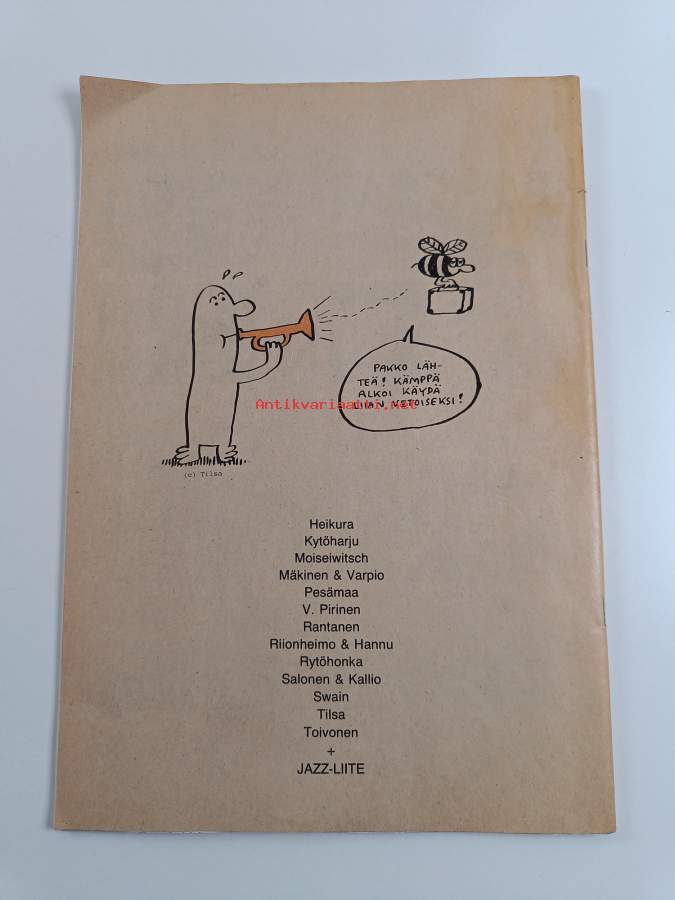 PAKKO LÄH-
TEÄ! KÄMPPÄ
ALKOI KÄYDÄ
LIIAN VETOISEKSI!
Antikvariaatti.net
(c) Tilsa
Heikura
Kytöharju
Moiseiwitsch
Mäkinen & Varpio
Pesämaa
V. Pirinen
Rantanen
Riionheimo & Hannu
Rytöhonka
Salonen & Kallio
Swain
Tilsa
Toivonen
+
JAZZ-LIITE